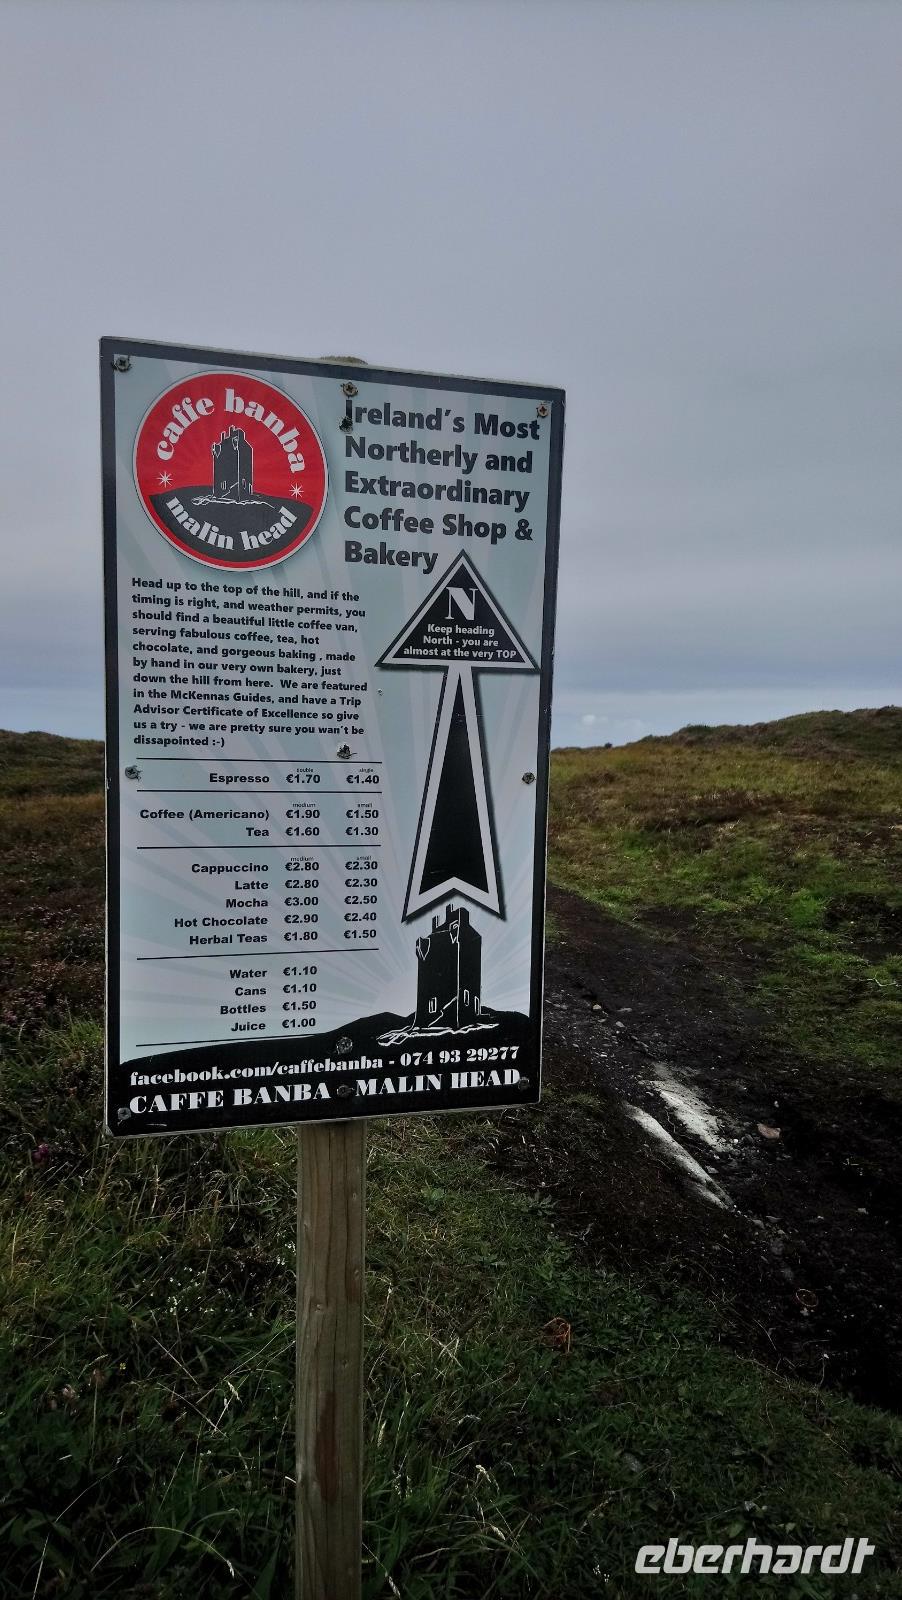 caffe banba
malin head
Ireland's Most
Northerly and
Extraordinary
Coffee Shop &
Bakery
Head up to the top of the hill, and if the
timing is right, and weather permits, you
should find a beautiful little coffee van,
serving fabulous coffee, tea, hot
chocolate, and gorgeous baking , made
by hand in our very own bakery, just
down the hill from here. We are featured
in the McKennas Guides, and have a Trip
Advisor Certificate of Excellence so give
us a try - we are pretty sure you wan't be
dissapointed :-)
N
Keep heading
North - you are
almost at the very TOP
double single
Espresso €1.70 €1.40
medium small
Coffee (Americano) €1.90 €1.50
Tea €1.60 €1.30
medium small
Cappuccino €2.80 €2.30
Latte €2.80 €2.30
Mocha €3.00 €2.50
Hot Chocolate €2.90 €2.40
Herbal Teas €1.80 €1.50
Water €1.10
Cans €1.10
Bottles €1.50
Juice €1.00
facebook.com/caffebanba - 074 93 29277
CAFFE BANBA MALIN HEAD
eberhardt